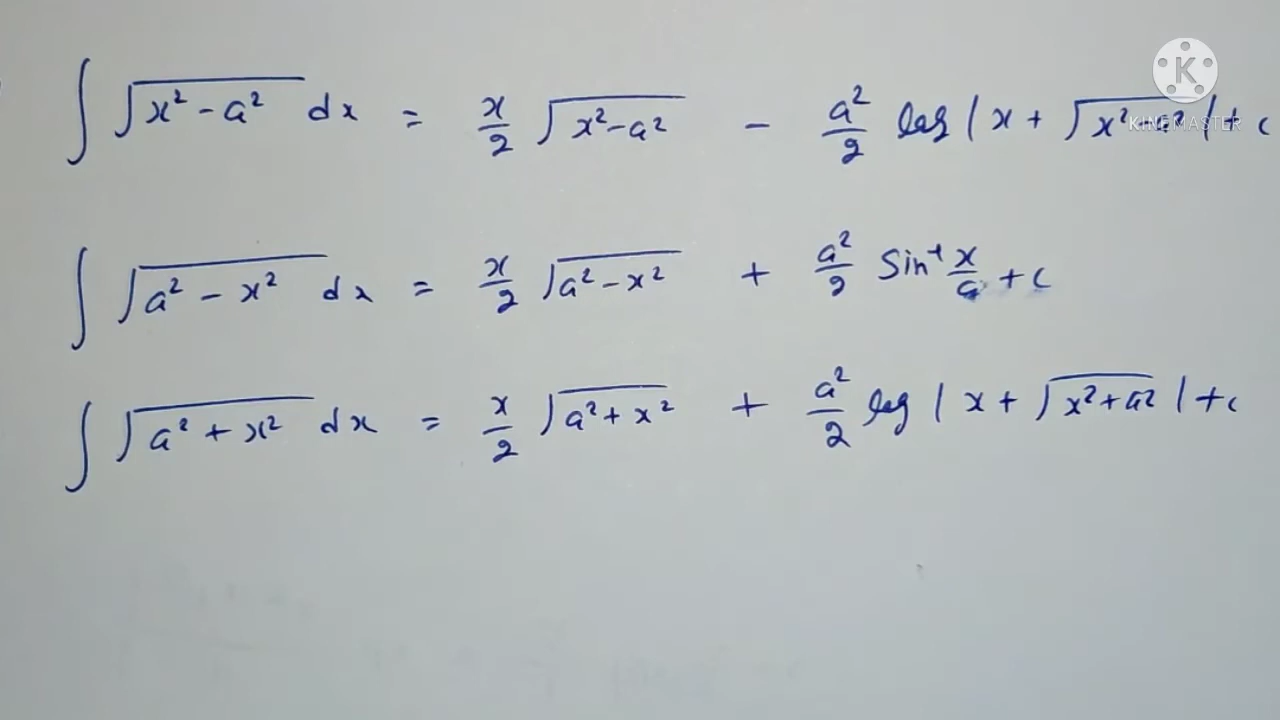 ∫ √(x² - a²) dx = x/2 √(x² - a²) - a²/2 log |x + √(x² - a²)| + c
K
KINEMASTER
∫ √(a² - x²) dx = x/2 √(a² - x²) + a²/2 Sin⁻¹ x/a + c
∫ √(a² + x²) dx = x/2 √(a² + x²) + a²/2 log |x + √(x² + a²)| + c